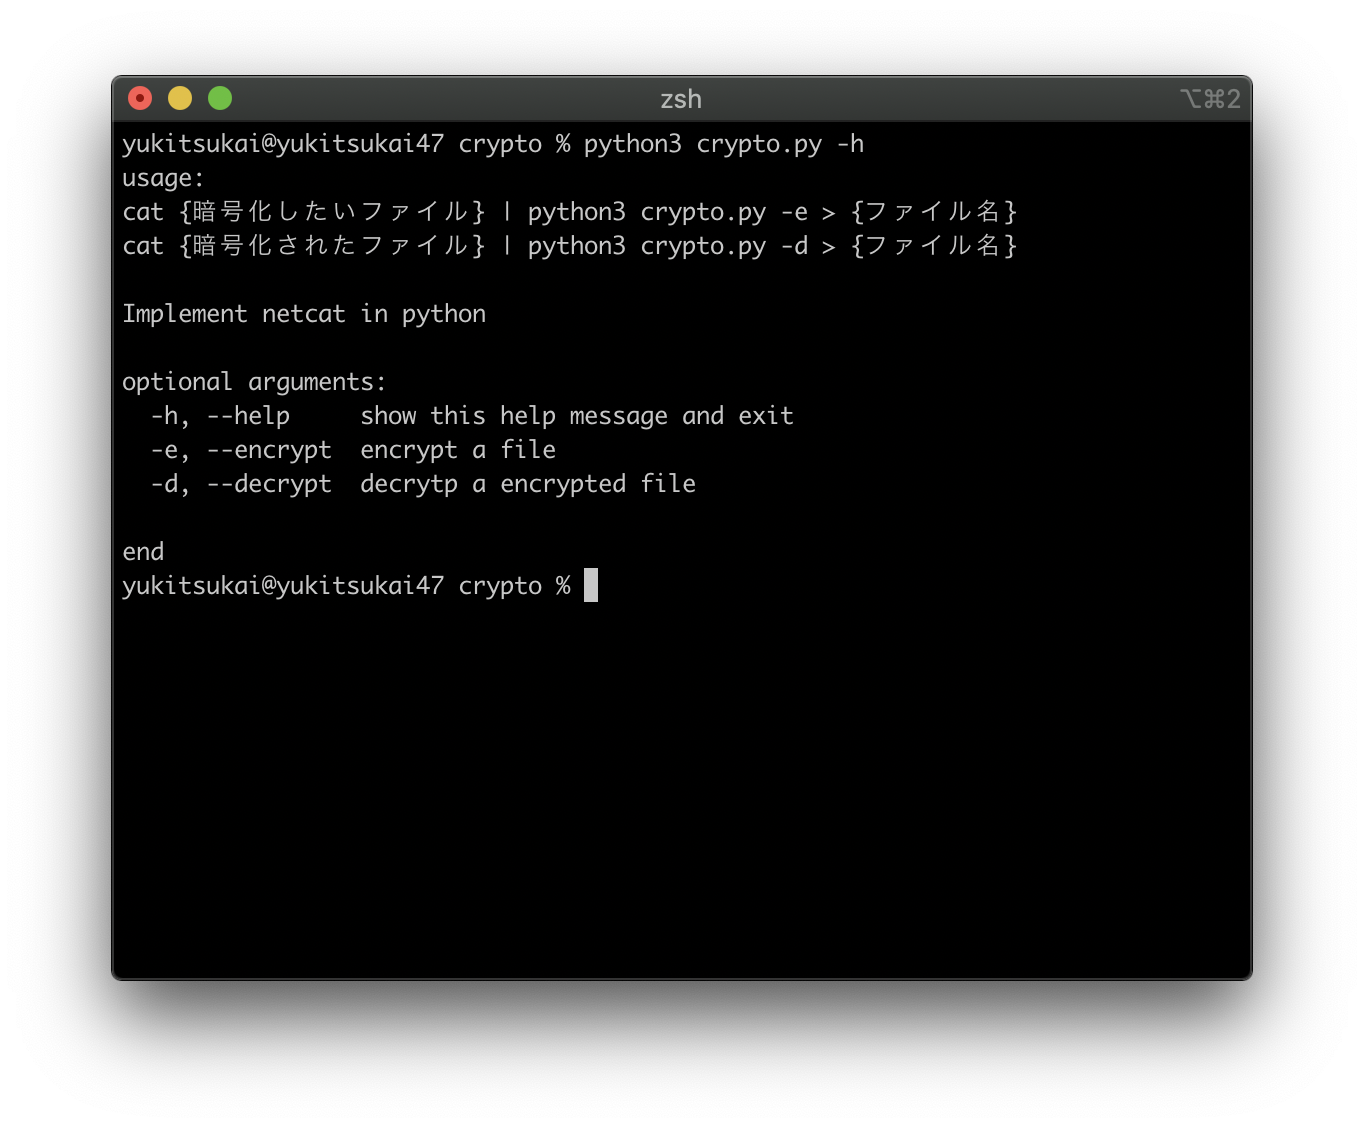 zsh
⌥⌘2
yukitsukai@yukitsukai47 crypto % python3 crypto.py -h
usage:
cat {暗号化したいファイル} | python3 crypto.py -e > {ファイル名}
cat {暗号化されたファイル} | python3 crypto.py -d > {ファイル名}
Implement netcat in python
optional arguments:
-h, --help show this help message and exit
-e, --encrypt encrypt a file
-d, --decrypt decrytp a encrypted file
end
yukitsukai@yukitsukai47 crypto %